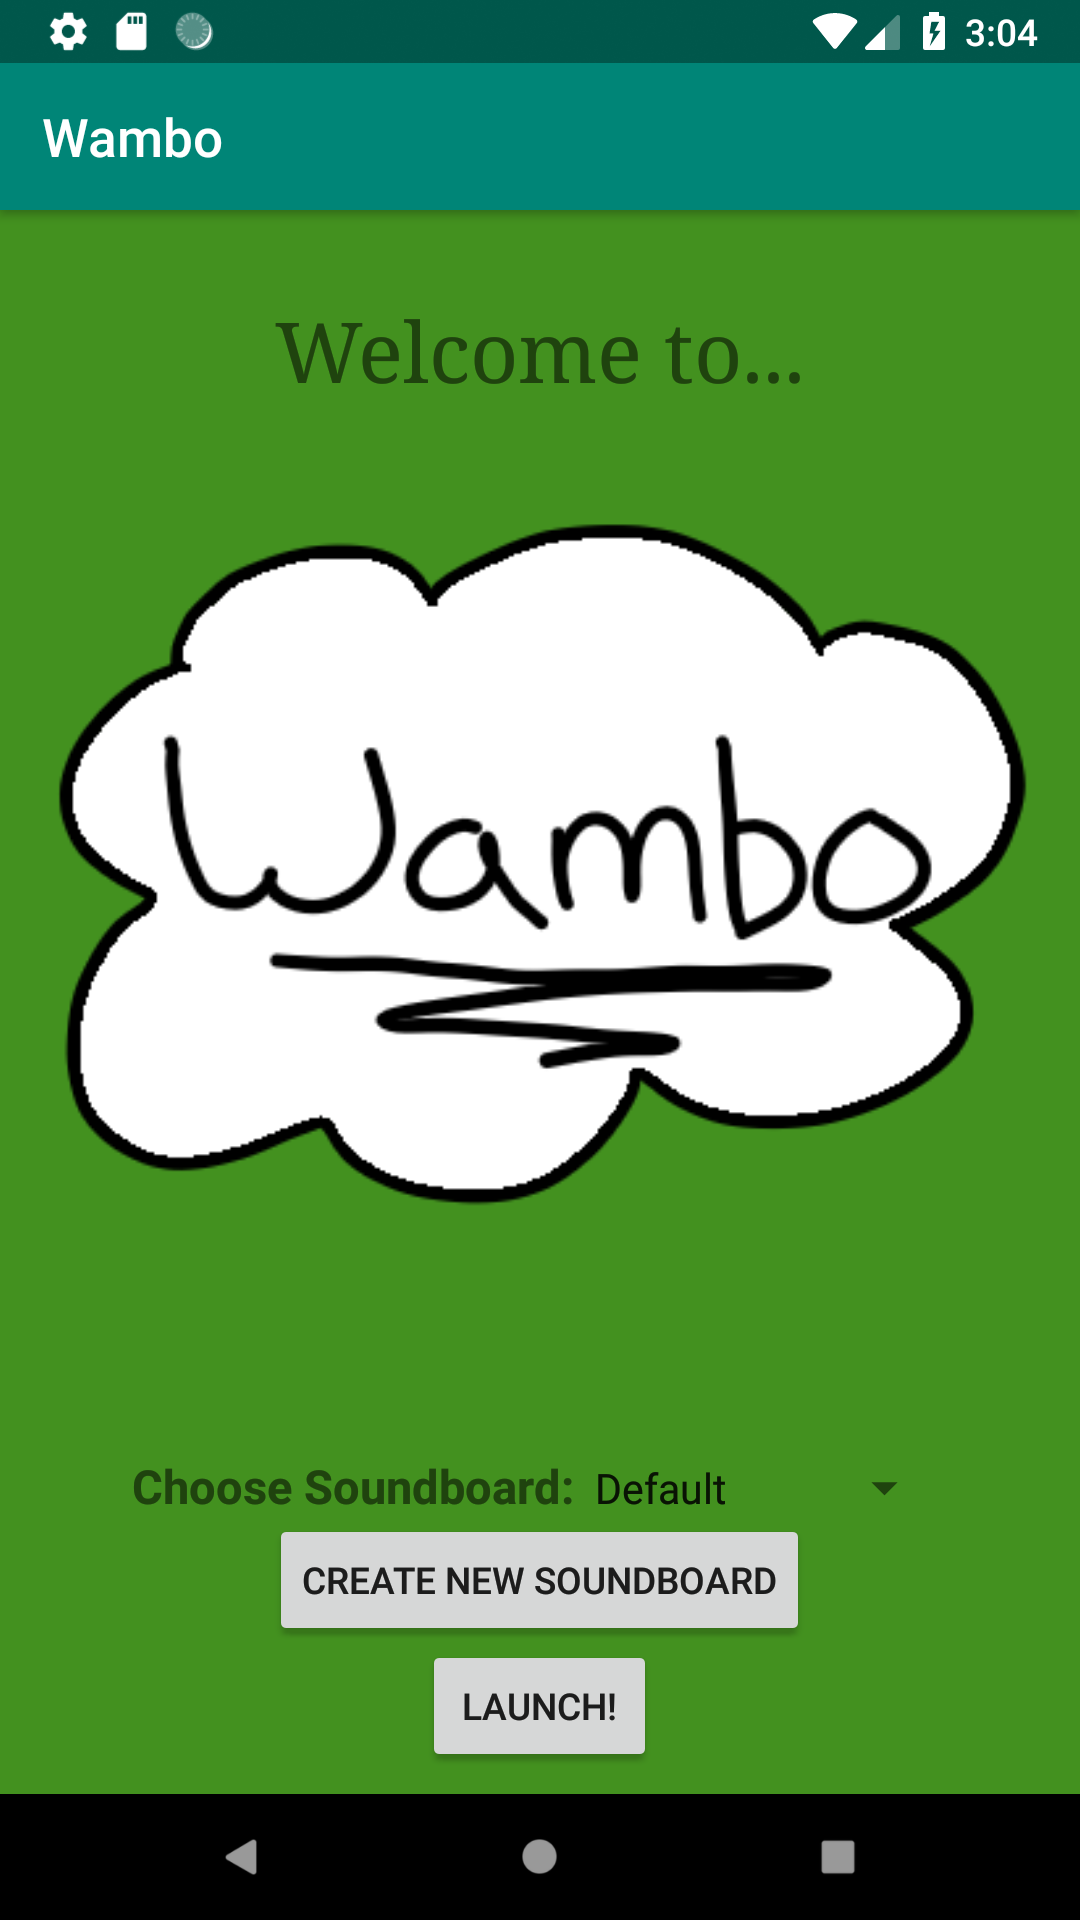 3:04
Wambo
Welcome to...
Wambo
Choose Soundboard: Default
CREATE NEW SOUNDBOARD
LAUNCH!